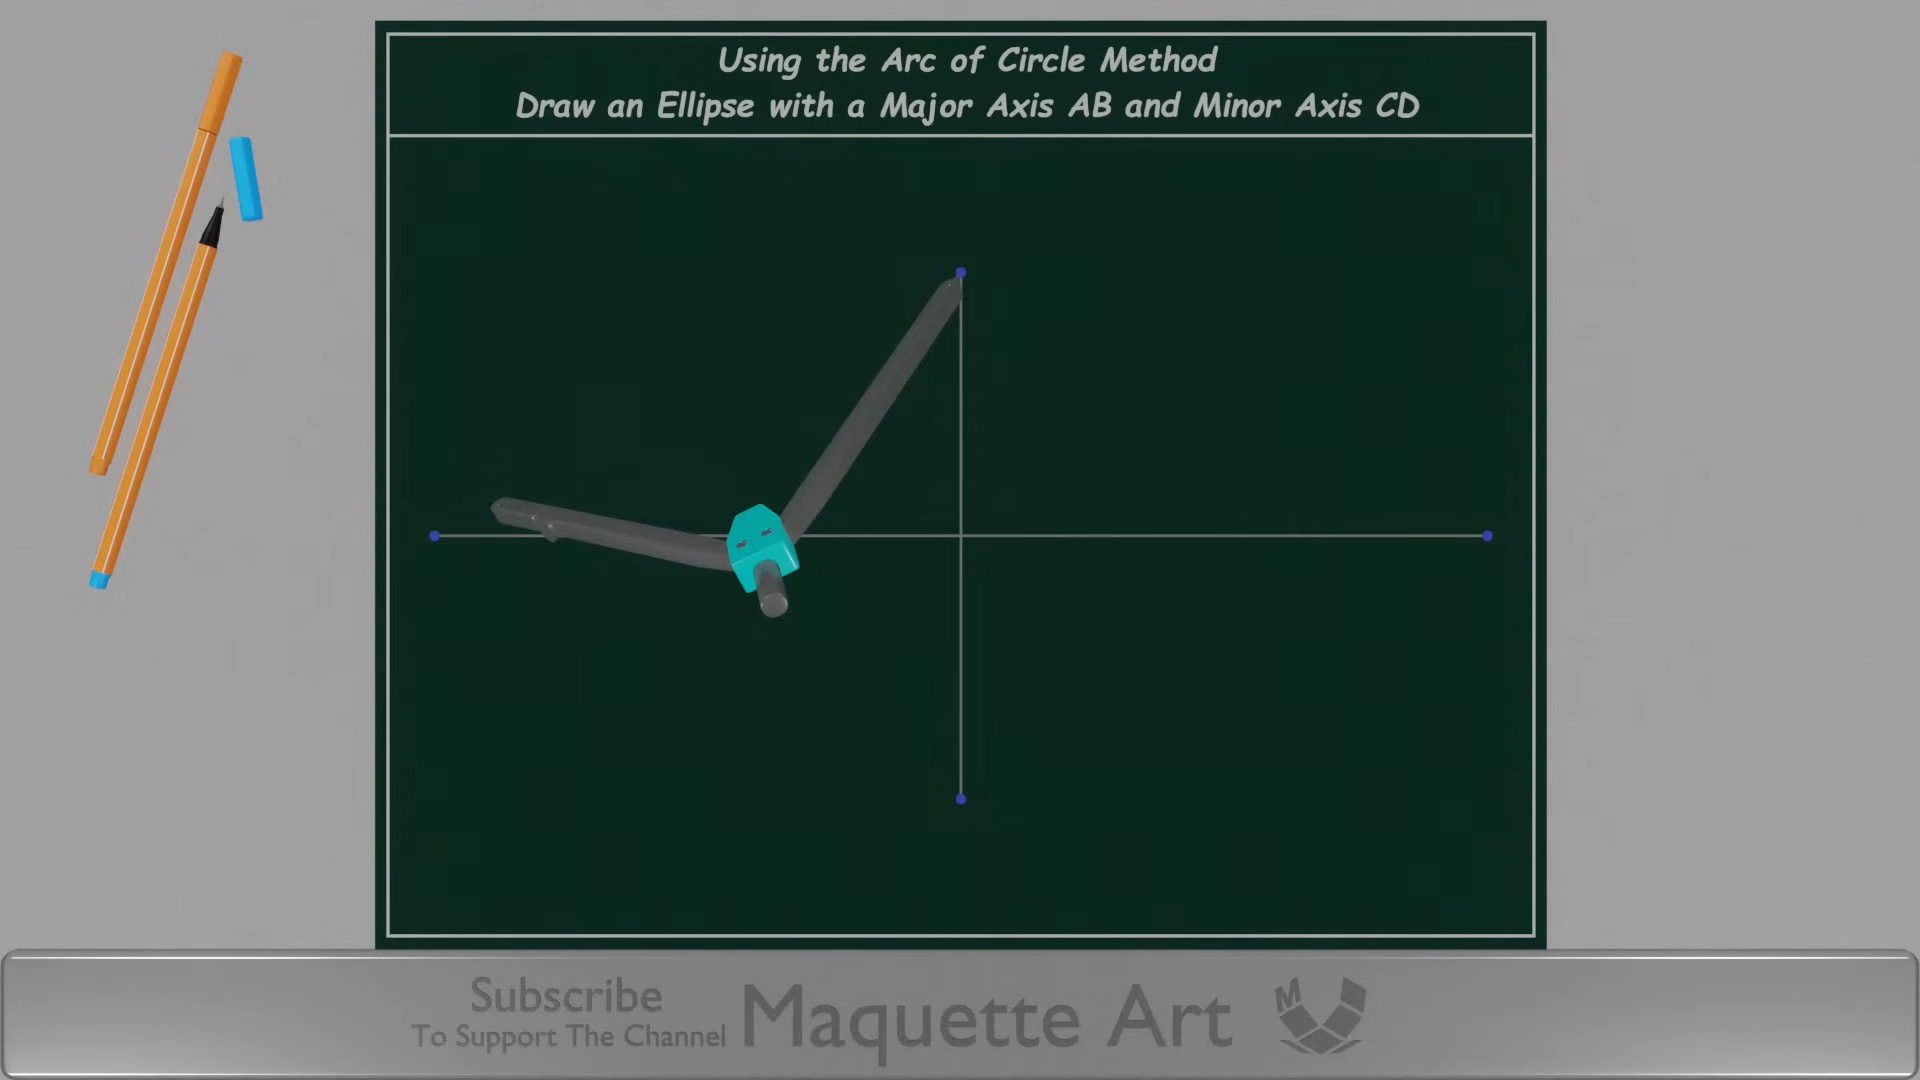 Using the Arc of Circle Method
Draw an Ellipse with a Major Axis AB and Minor Axis CD
Subscribe
To Support The Channel
Maquette Art
M